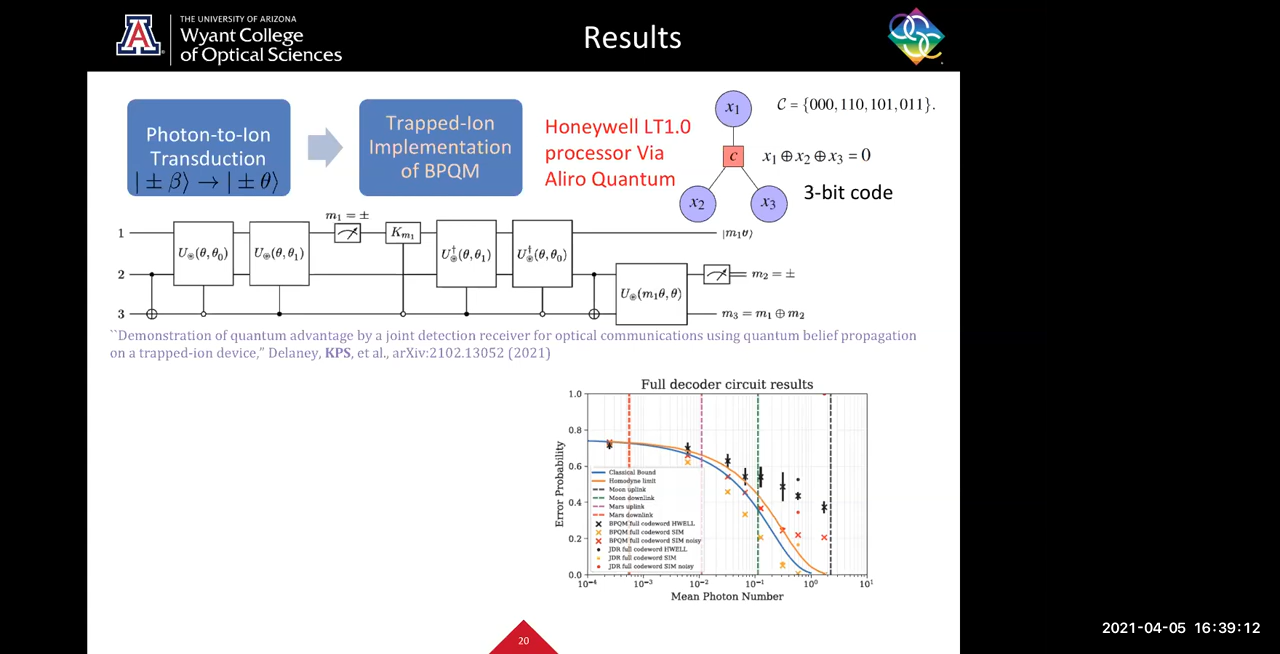 THE UNIVERSITY OF ARIZONA
Wyant College
of Optical Sciences
Results
Photon-to-Ion
Transduction
|±β⟩→|±θ⟩
Trapped-Ion
Implementation
of BPQM
Honeywell LT1.0
processor Via
Aliro Quantum
x₁
c
x₂
x₃
C = {000, 110, 101, 011}.
x₁ ⊕ x₂ ⊕ x₃ = 0
3-bit code
1
2
3
U⊛(θ,θ₀)
U⊛(θ,θ₁)
m₁ = ±
Kₘ₁
U⊛†(θ,θ₁)
U⊛†(θ,θ₀)
U⊛(m₁θ,θ)
|m₁θ⟩
m₂ = ±
m₃ = m₁ ⊕ m₂
``Demonstration of quantum advantage by a joint detection receiver for optical communications using quantum belief propagation
on a trapped-ion device,” Delaney, KPS, et al., arXiv:2102.13052 (2021)
Full decoder circuit results
Error Probability
1.0
0.8
0.6
0.4
0.2
0.0
Classical Bound
Homodyne limit
Moon uplink
Moon downlink
Mars uplink
Mars downlink
BPQM full codeword HWELL
BPQM full codeword SIM
BPQM full codeword SIM noisy
JDR full codeword HWELL
JDR full codeword SIM
JDR full codeword SIM noisy
10⁻⁴ 10⁻³ 10⁻² 10⁻¹ 10⁰ 10¹
Mean Photon Number
20
2021-04-05 16:39:12